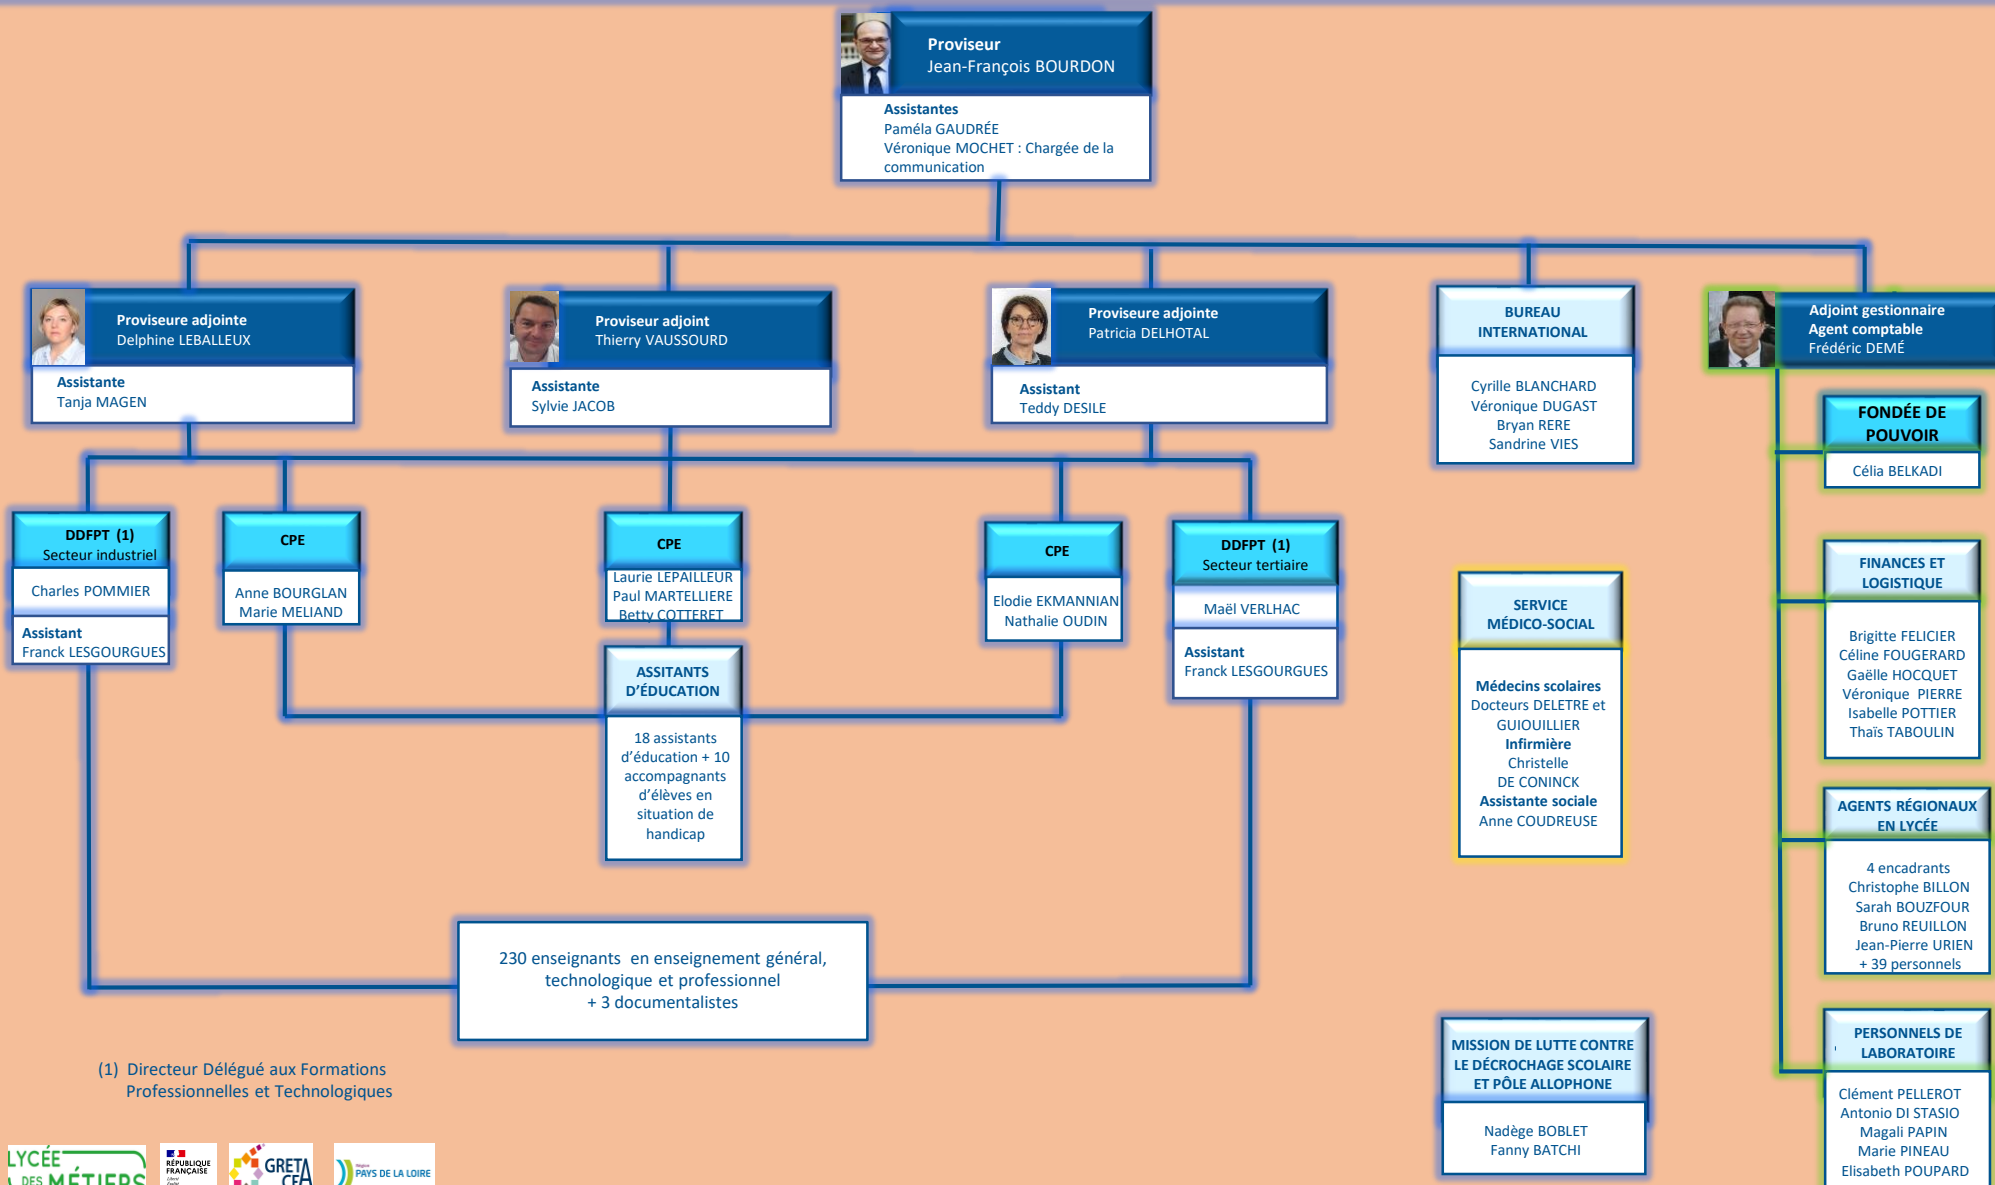 Proviseur
Jean-François BOURDON
Assistantes
Paméla GAUDRÉE
Véronique MOCHET : Chargée de la
communication
Proviseure adjointe
Delphine LEBALLEUX
Assistante
Tanja MAGEN
Proviseur adjoint
Thierry VAUSSOURD
Assistante
Sylvie JACOB
Proviseure adjointe
Patricia DELHOTAL
Assistant
Teddy DESILE
BUREAU
INTERNATIONAL
Cyrille BLANCHARD
Véronique DUGAST
Bryan RERE
Sandrine VIES
Adjoint gestionnaire
Agent comptable
Frédéric DEMÉ
FONDÉE DE
POUVOIR
Célia BELKADI
DDFPT (1)
Secteur industriel
Charles POMMIER
Assistant
Franck LESGOURGUES
CPE
Anne BOURGLAN
Marie MELIAND
CPE
Laurie LEPAILLEUR
Paul MARTELLIERE
Betty COTTERET
CPE
Elodie EKMANNIAN
Nathalie OUDIN
DDFPT (1)
Secteur tertiaire
Maël VERLHAC
Assistant
Franck LESGOURGUES
ASSITANTS
D'ÉDUCATION
18 assistants
d'éducation + 10
accompagnants
d'élèves en
situation de
handicap
SERVICE
MÉDICO-SOCIAL
Médecins scolaires
Docteurs DELETRE et
GUIOUILLIER
Infirmière
Christelle
DE CONINCK
Assistante sociale
Anne COUDREUSE
FINANCES ET
LOGISTIQUE
Brigitte FELICIER
Céline FOUGERARD
Gaëlle HOCQUET
Véronique PIERRE
Isabelle POTTIER
Thaïs TABOULIN
AGENTS RÉGIONAUX
EN LYCÉE
4 encadrants
Christophe BILLON
Sarah BOUZFOUR
Bruno REUILLON
Jean-Pierre URIEN
+ 39 personnels
230 enseignants en enseignement général,
technologique et professionnel
+ 3 documentalistes
MISSION DE LUTTE CONTRE
LE DÉCROCHAGE SCOLAIRE
ET PÔLE ALLOPHONE
Nadège BOBLET
Fanny BATCHI
PERSONNELS DE
LABORATOIRE
Clément PELLEROT
Antonio DI STASIO
Magali PAPIN
Marie PINEAU
Elisabeth POUPARD
(1) Directeur Délégué aux Formations
Professionnelles et Technologiques
LYCÉE
DES MÉTIERS
RÉPUBLIQUE
FRANÇAISE
GRETA
CFA
PAYS DE LA LOIRE